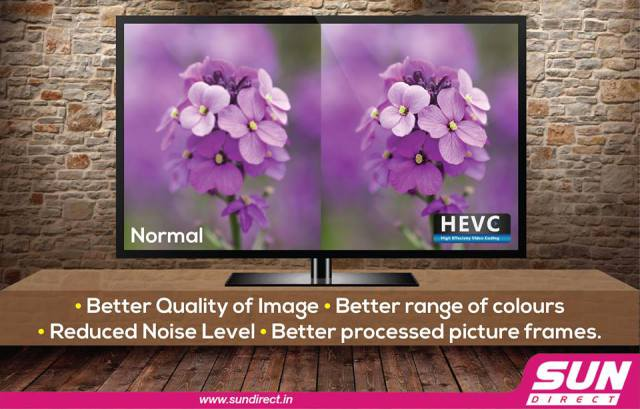 Normal
HEVC
High Effeciency Video Coding
• Better Quality of Image • Better range of colours
• Reduced Noise Level • Better processed picture frames.
SUN
DIRECT
www.sundirect.in